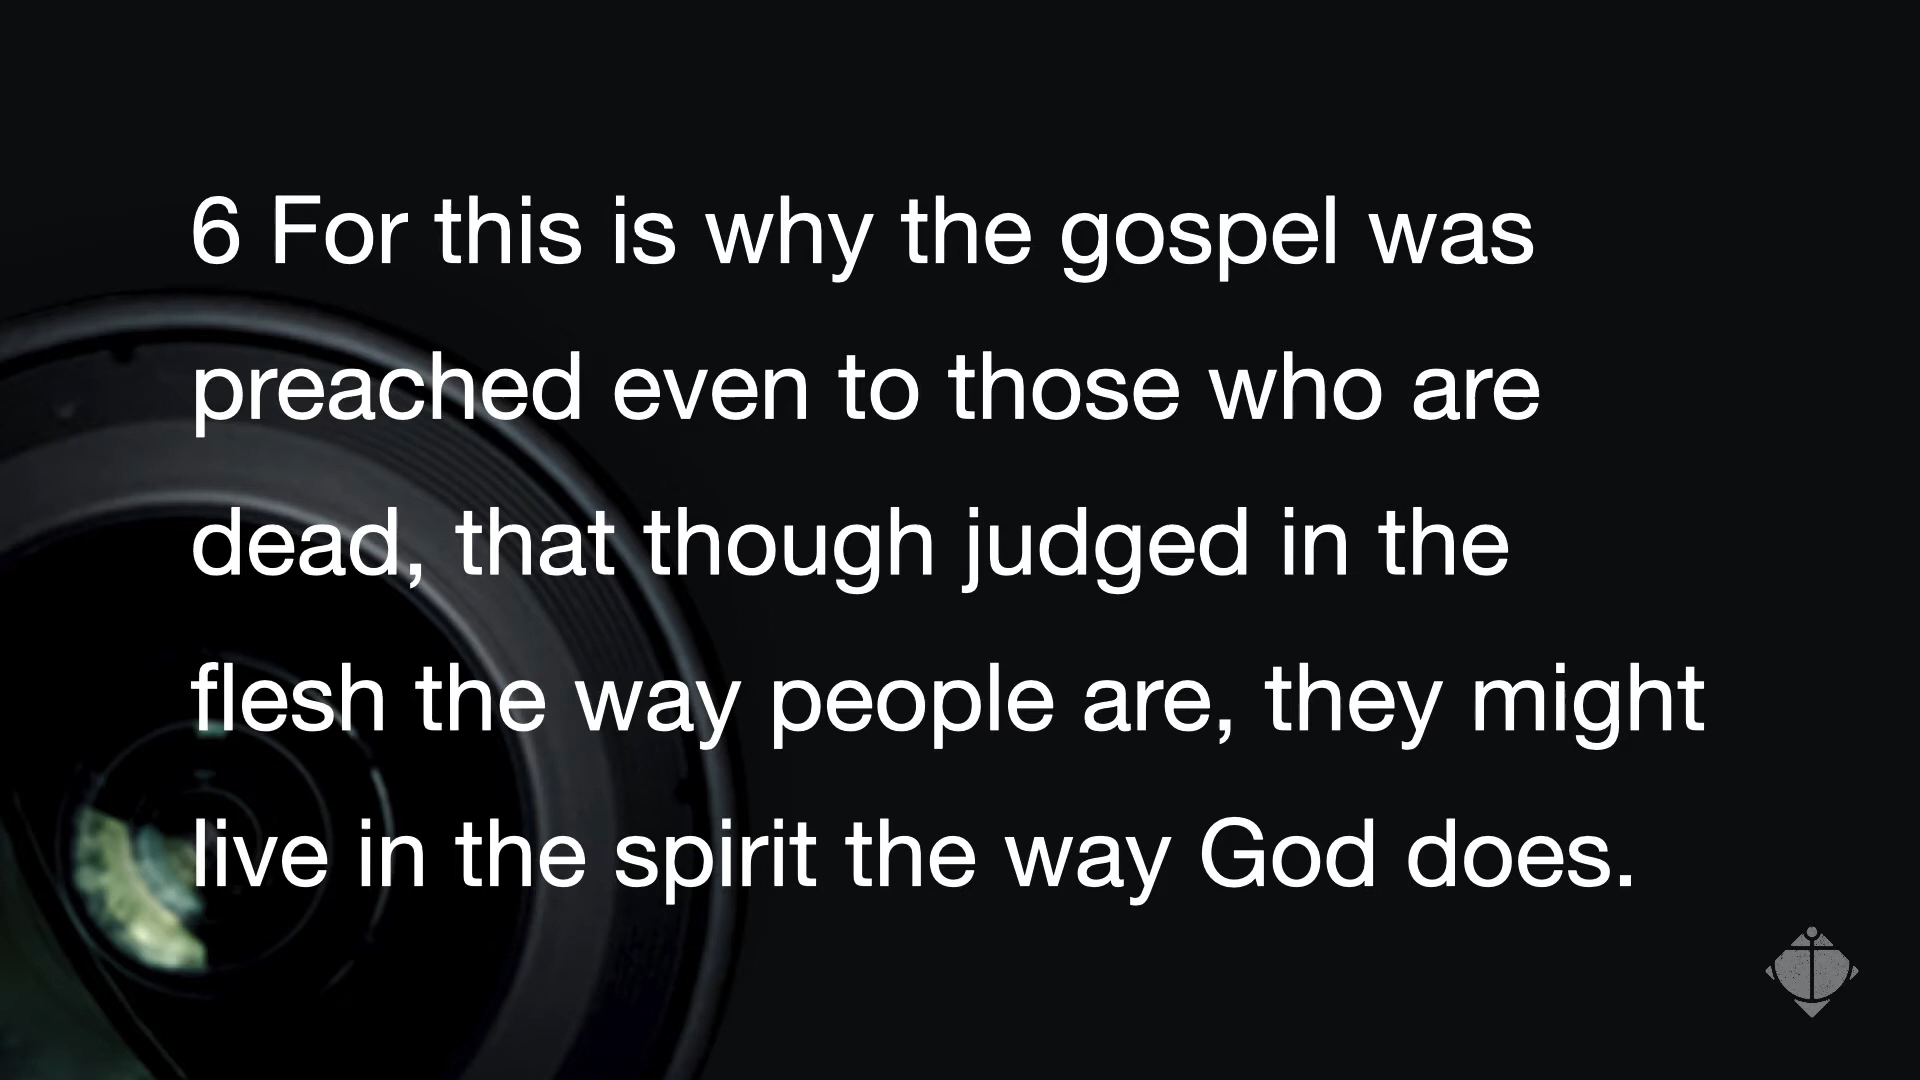 6 For this is why the gospel was
preached even to those who are
dead, that though judged in the
flesh the way people are, they might
live in the spirit the way God does.